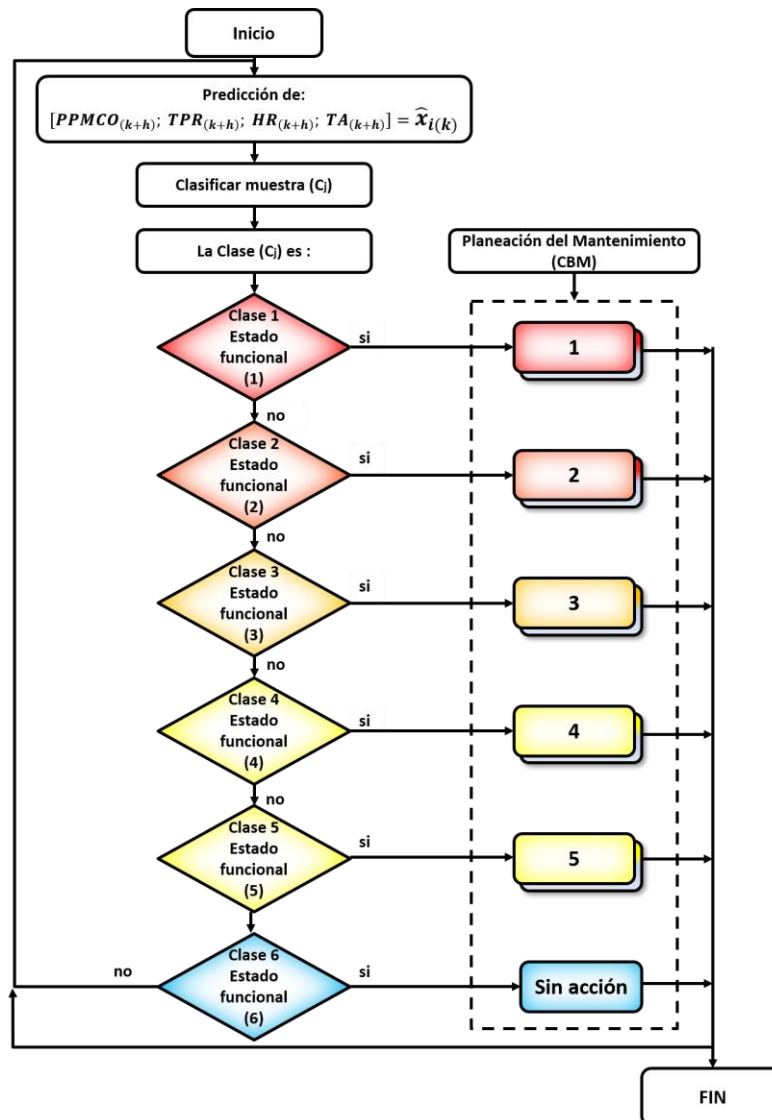 Inicio
Predicción de:
[PPMCO(k+h); TPR(k+h); HR(k+h); TA(k+h)] = x̂i(k)
Clasificar muestra (Cj)
La Clase (Cj) es :
Planeación del Mantenimiento
(CBM)
Clase 1
Estado
funcional
(1)
si
1
no
Clase 2
Estado
funcional
(2)
si
2
no
Clase 3
Estado
funcional
(3)
si
3
no
Clase 4
Estado
funcional
(4)
si
4
no
Clase 5
Estado
funcional
(5)
si
5
no
Clase 6
Estado
funcional
(6)
si
Sin acción
FIN